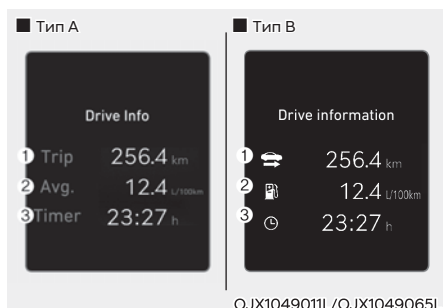 ■ Тип A
Drive Info
① Trip 256.4 km
② Avg. 12.4 L/100km
③ Timer 23:27 h
■ Тип B
Drive information
① 256.4 km
② 12.4 L/100km
③ 23:27 h
OJX1049011L/OJX1049065L